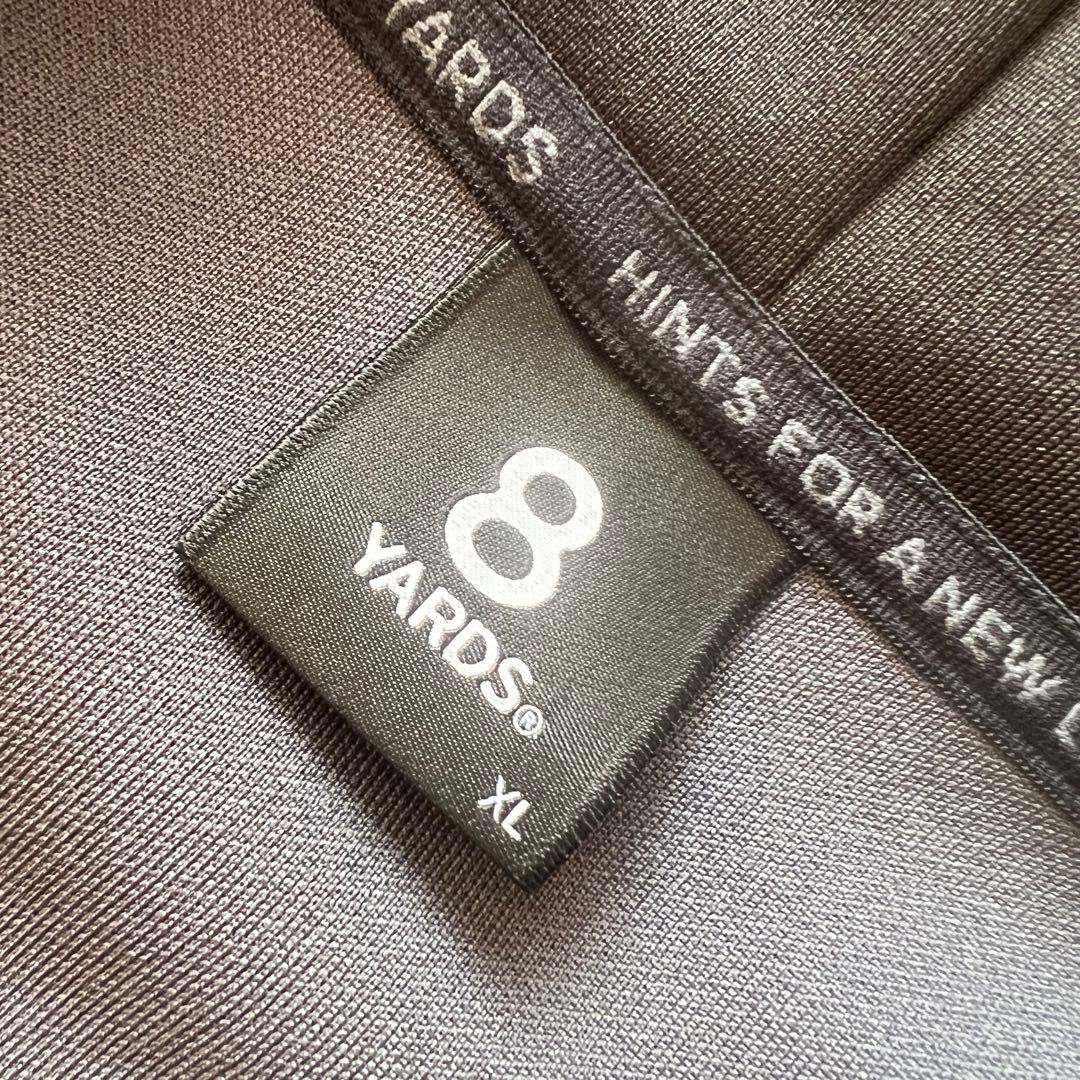 YARDS HINTS FOR A NEW
8
YARDS®
XL